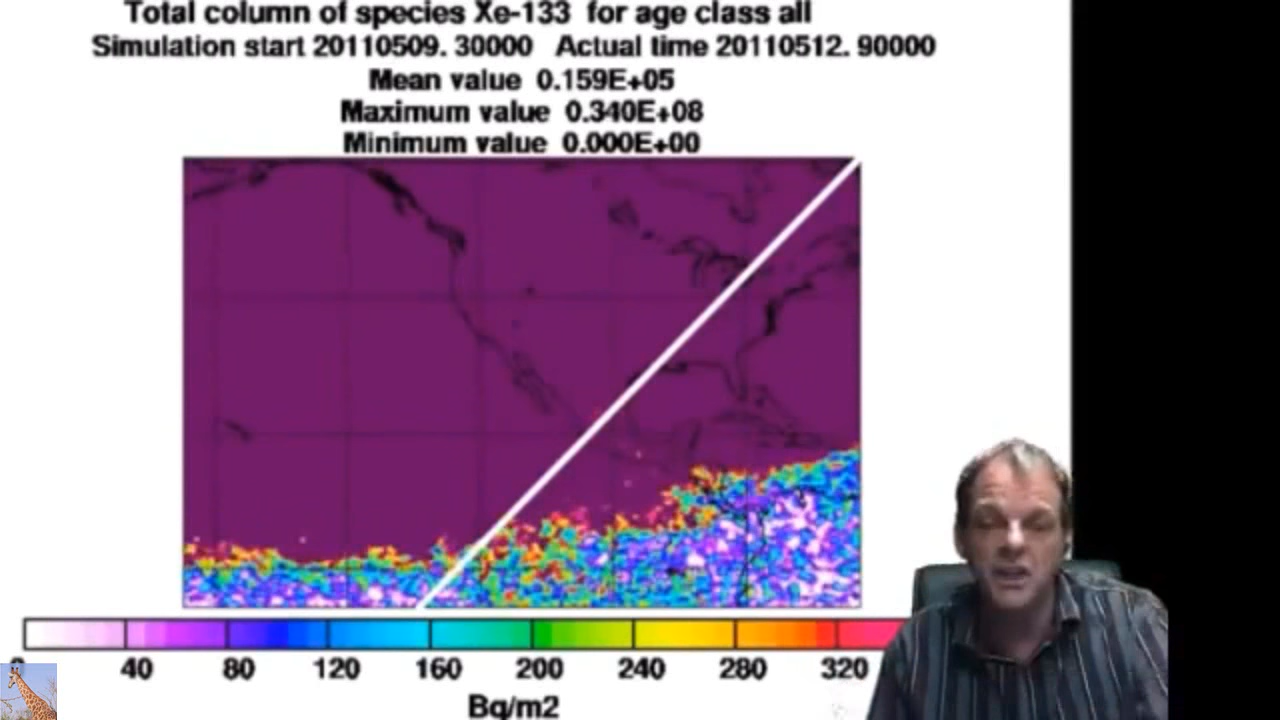 Total column of species Xe-133 for age class all
Simulation start 20110509. 30000 Actual time 20110512. 90000
Mean value 0.159E+05
Maximum value 0.340E+08
Minimum value 0.000E+00
40 80 120 160 200 240 280 320
Bq/m2